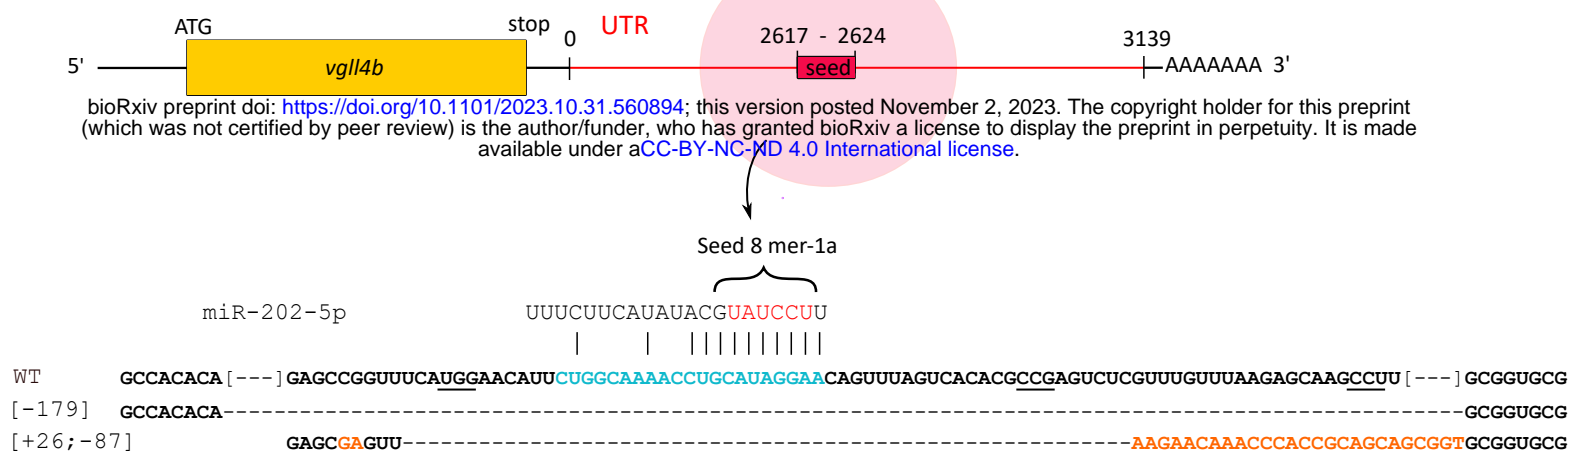 ATG stop 0 UTR 2617 - 2624 3139
5' vgll4b seed AAAAAAA 3'
bioRxiv preprint doi: https://doi.org/10.1101/2023.10.31.560894; this version posted November 2, 2023. The copyright holder for this preprint
(which was not certified by peer review) is the author/funder, who has granted bioRxiv a license to display the preprint in perpetuity. It is made
available under aCC-BY-NC-ND 4.0 International license.
Seed 8 mer-1a
miR-202-5p UUUCUUCAUAUACGUAUCCUU
WT GCCACACA[---]GAGCCGGUUUCAUGGAACAUUCUGGCAAAACCUGCAUAGGAACAGUUUAGUCACACGCCGAGUCUCGUUUGUUUAAGAGCAAGCCUU[---]GCGGUGCG
[-179] GCCACACA--------------------------------------------------------------------------------------GCGGUGCG
[+26;-87] GAGCGAGUU---------------------------------------------------AAGAACAAACCCACCGCAGCAGCGGTGCGGUGCG